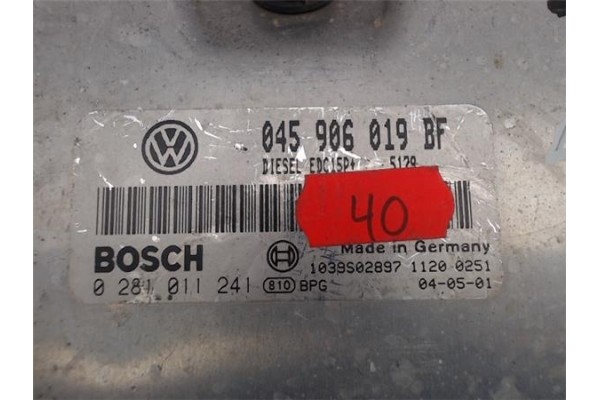 045 906 019 BF
DIESEL EDC15P+ 5179
40
BOSCH
Made in Germany
1039S02897 1120 0251
0 281 011 241 810 BPG 04-05-01